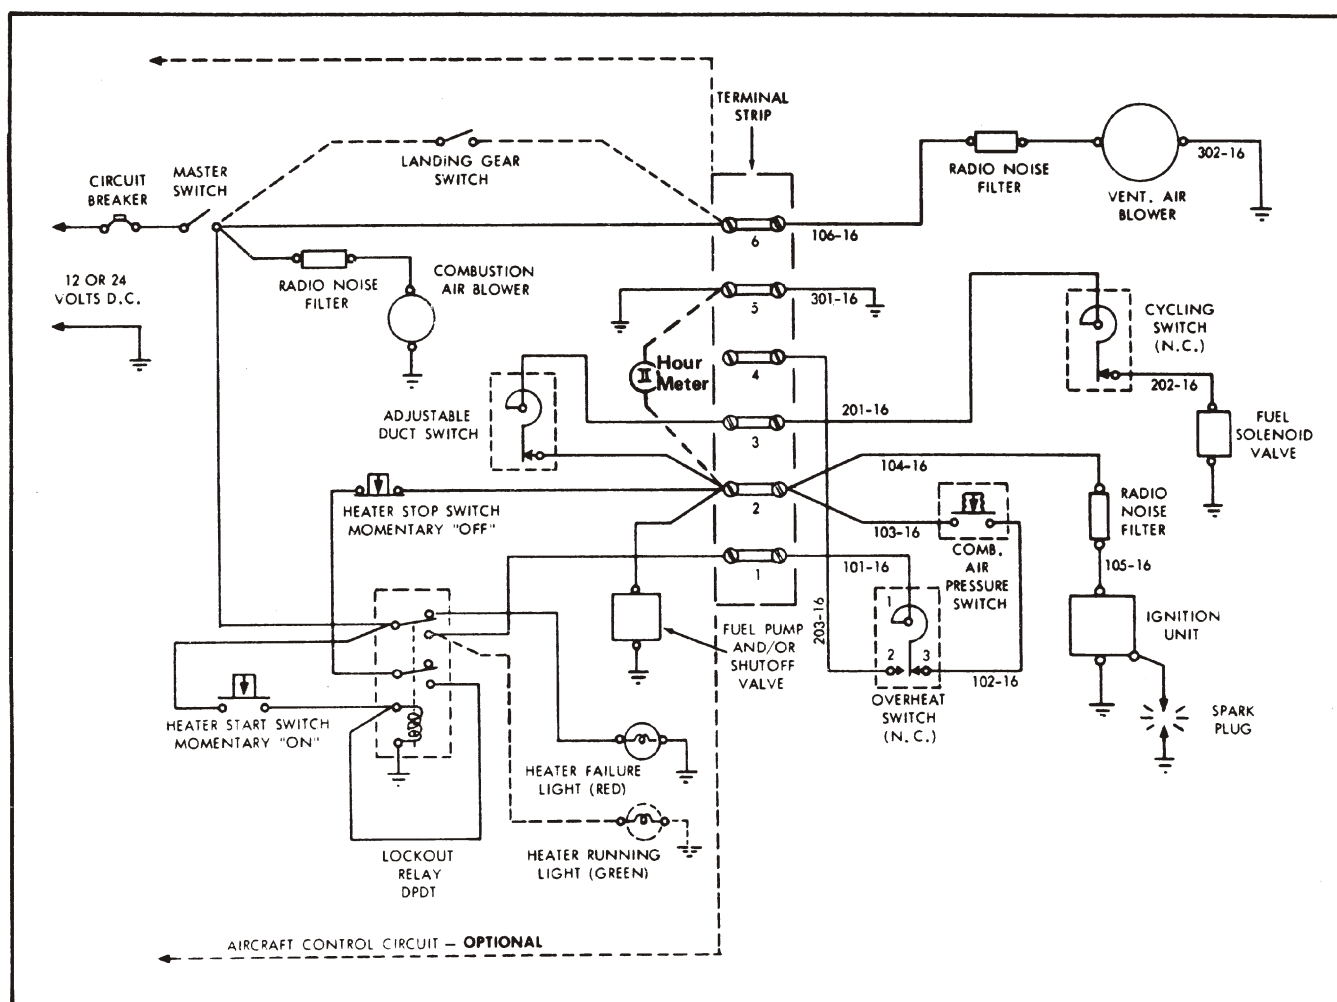 TERMINAL
STRIP
LANDING GEAR
SWITCH
CIRCUIT
BREAKER
MASTER
SWITCH
RADIO NOISE
FILTER
VENT. AIR
BLOWER
302-16
6
106-16
12 OR 24
VOLTS D.C.
RADIO NOISE
FILTER
COMBUSTION
AIR BLOWER
5
301-16
CYCLING
SWITCH
(N.C.)
202-16
Hour
Meter
4
ADJUSTABLE
DUCT SWITCH
3
201-16
FUEL
SOLENOID
VALVE
104-16
HEATER STOP SWITCH
MOMENTARY "OFF"
2
103-16
RADIO
NOISE
FILTER
COMB.
AIR
PRESSURE
SWITCH
105-16
1
101-16
203-16
1
2
3
102-16
OVERHEAT
SWITCH
(N.C.)
IGNITION
UNIT
FUEL PUMP
AND/OR
SHUTOFF
VALVE
HEATER START SWITCH
MOMENTARY "ON"
SPARK
PLUG
HEATER FAILURE
LIGHT (RED)
HEATER RUNNING
LIGHT (GREEN)
LOCKOUT
RELAY
DPDT
AIRCRAFT CONTROL CIRCUIT — OPTIONAL